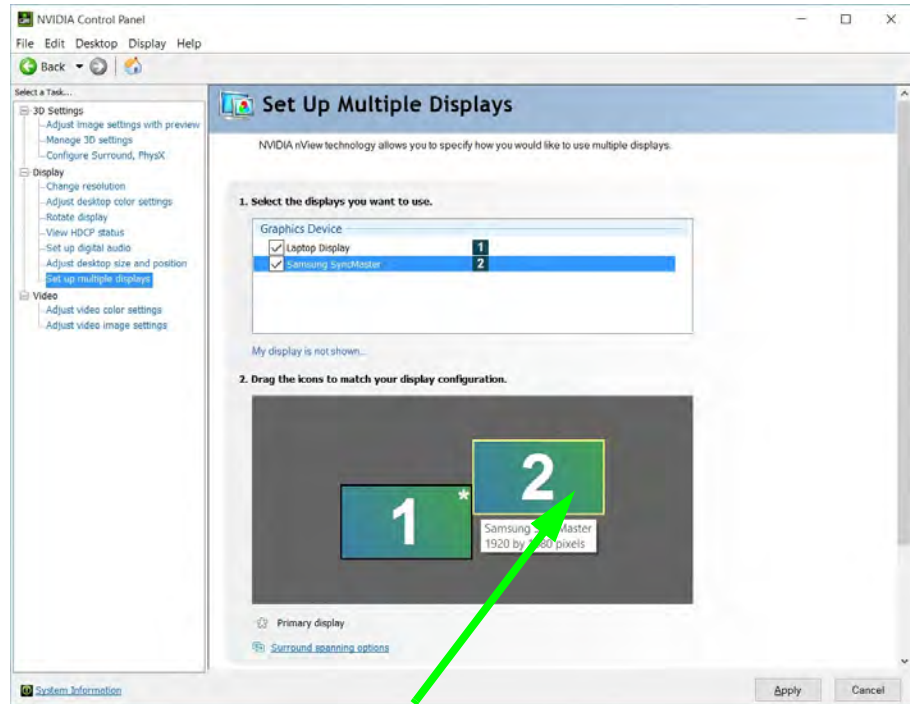 NVIDIA Control Panel
File Edit Desktop Display Help
Back
Select a Task...
3D Settings
Adjust image settings with preview
Manage 3D settings
Configure Surround, PhysX
Display
Change resolution
Adjust desktop color settings
Rotate display
View HDCP status
Set up digital audio
Adjust desktop size and position
Set up multiple displays
Video
Adjust video color settings
Adjust video image settings
System Information
Set Up Multiple Displays
NVIDIA nView technology allows you to specify how you would like to use multiple displays.
1. Select the displays you want to use.
Graphics Device
Laptop Display 1
Samsung SyncMaster 2
My display is not shown...
2. Drag the icons to match your display configuration.
1 *
2
Samsung Master
1920 by pixels
Primary display
Surround spanning options
Apply Cancel